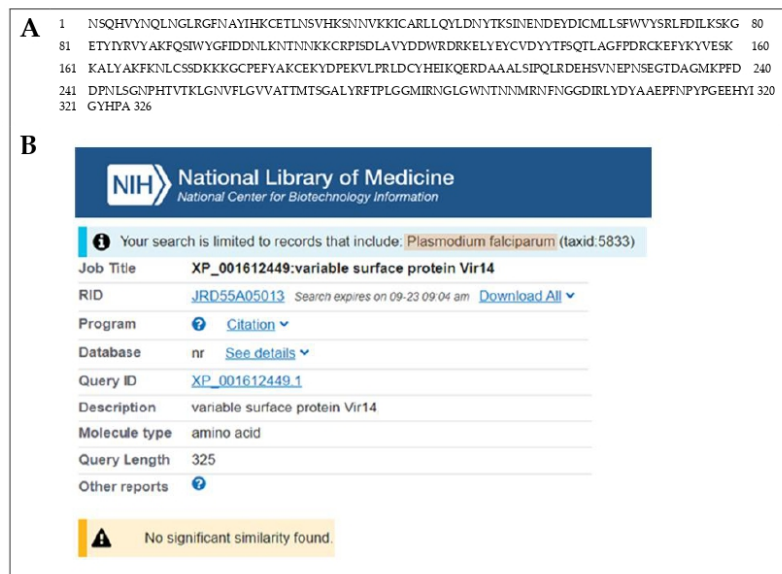 A
1 NSQHVYNQLNGLRGFNAYIHKCETLNSVHKSNNVKKICARLLQYLDNYTKSINENDEYDICMLLSFWVYSRLFDILKSKG 80
81 ETYIYRVYAKFQSIWYGFIDDNLKNTNNKKCRPISDLAVYDDWRDRKELYEYCVDYYTFSQTLAGFPDRCKEFYKYVESK 160
161 KALYAKFKNLCSSDKKKGCPEFYAKCEKYDPEKVLPRLDCYHEIKQERDAAALSIPQLRDEHSVNEPNSEGTDAGMKPFD 240
241 DPNLSGNPHTVTKLGNVFLGVVATTMTSGALYRFTPLGGMIRNGLGWNTNNMRNFNGGDIRLYDYAAEPFNPYPGEEHYI 320
321 GYHPA 326
B
NIH National Library of Medicine
National Center for Biotechnology Information
Your search is limited to records that include: Plasmodium falciparum (taxid:5833)
Job Title XP_001612449:variable surface protein Vir14
RID JRD55A05013 Search expires on 09-23 09:04 am Download All
Program Citation
Database nr See details
Query ID XP_001612449.1
Description variable surface protein Vir14
Molecule type amino acid
Query Length 325
Other reports
No significant similarity found.